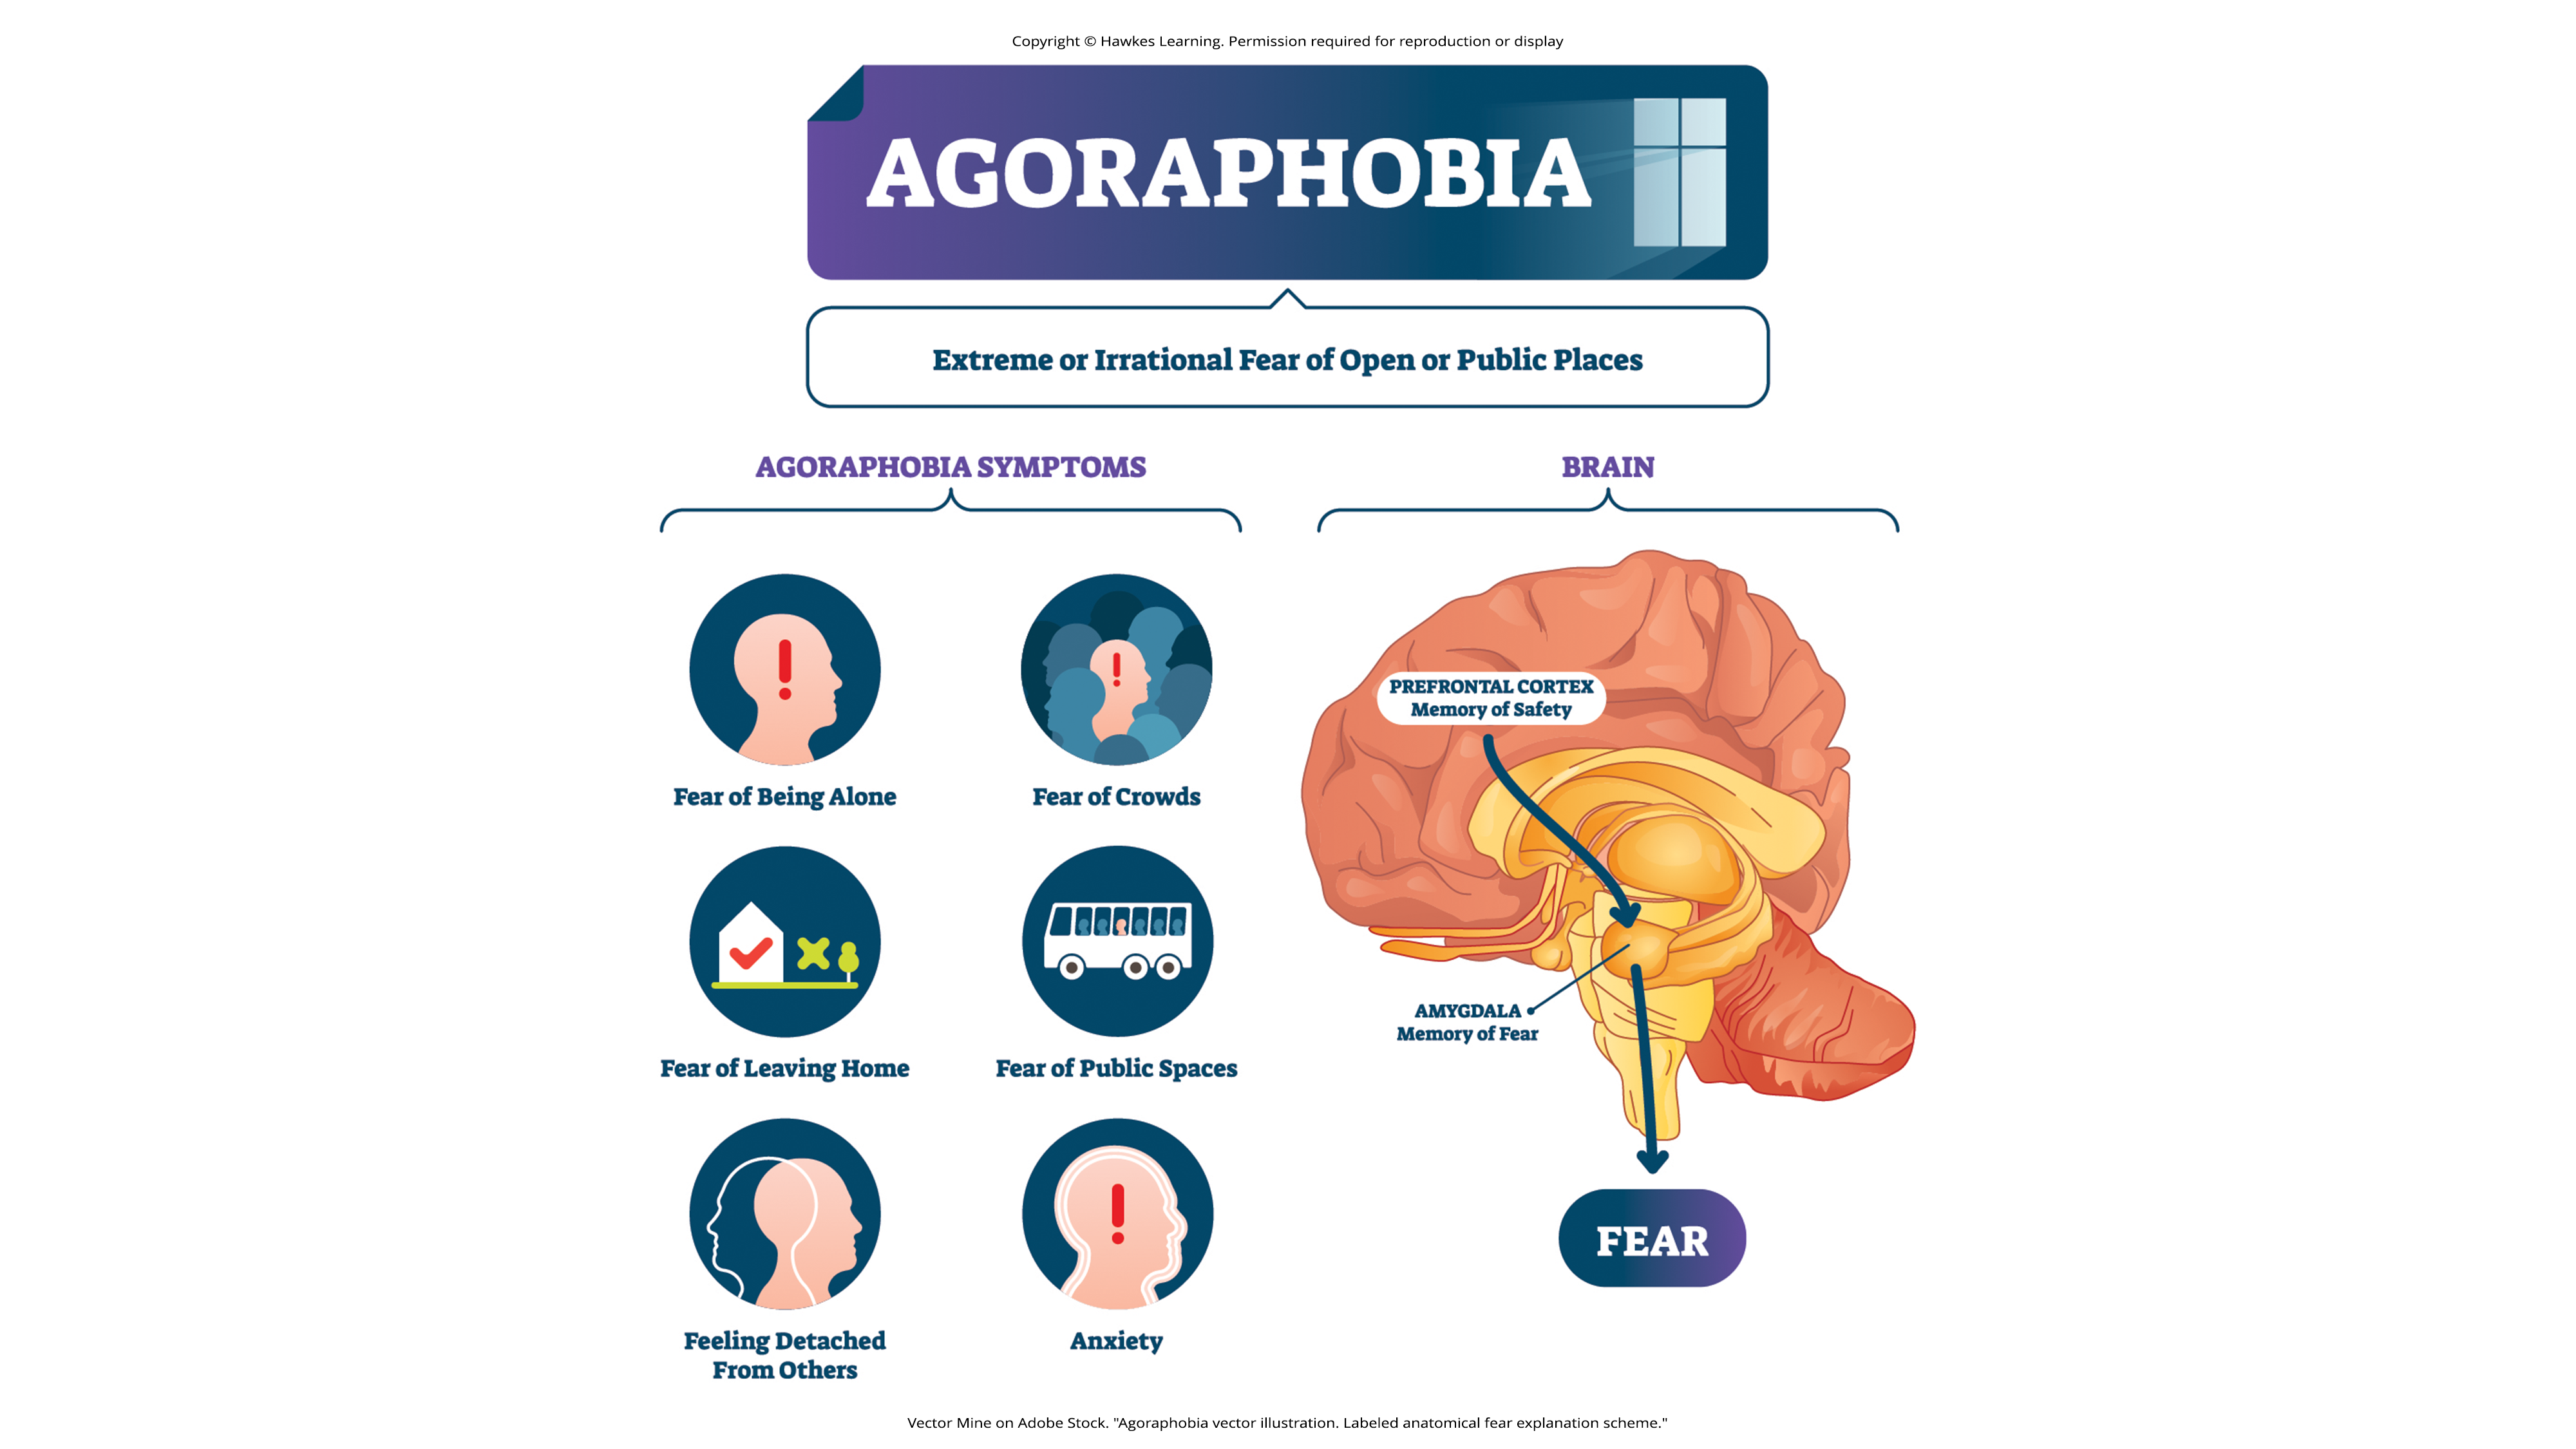 Copyright © Hawkes Learning. Permission required for reproduction or display
AGORAPHOBIA
Extreme or Irrational Fear of Open or Public Places
AGORAPHOBIA SYMPTOMS
Fear of Being Alone
Fear of Crowds
Fear of Leaving Home
Fear of Public Spaces
Feeling Detached
From Others
Anxiety
BRAIN
PREFRONTAL CORTEX
Memory of Safety
AMYGDALA
Memory of Fear
FEAR
Vector Mine on Adobe Stock. "Agoraphobia vector illustration. Labeled anatomical fear explanation scheme."